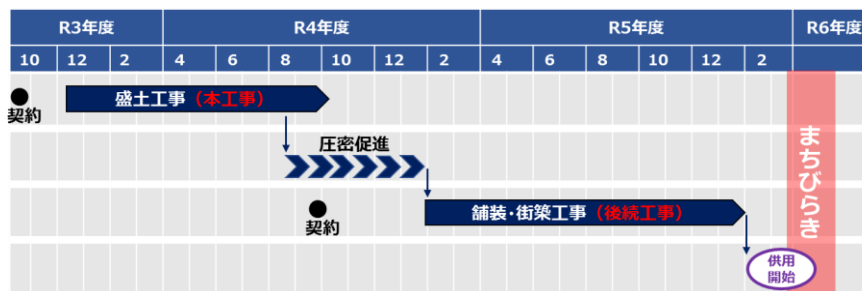 R3年度 R4年度 R5年度 R6年度
10 12 2 4 6 8 10 12 2 4 6 8 10 12 2
盛土工事（本工事）
契約
圧密促進
舗装・街築工事（後続工事）
契約
供用
開始
まちびらき